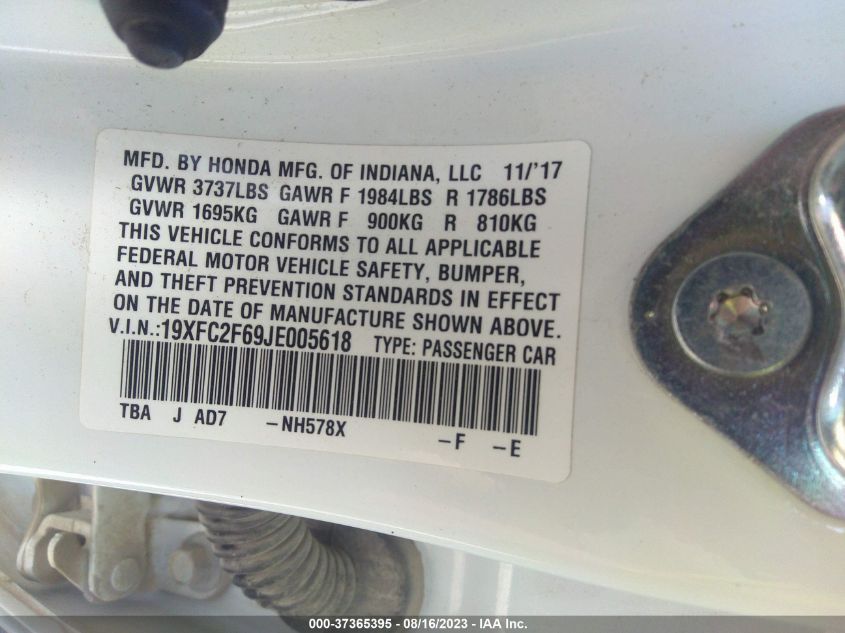 MFD. BY HONDA MFG. OF INDIANA, LLC 11/'17
GVWR 3737LBS GAWR F 1984LBS R 1786LBS
GVWR 1695KG GAWR F 900KG R 810KG
THIS VEHICLE CONFORMS TO ALL APPLICABLE
FEDERAL MOTOR VEHICLE SAFETY, BUMPER,
AND THEFT PREVENTION STANDARDS IN EFFECT
ON THE DATE OF MANUFACTURE SHOWN ABOVE.
V.I.N.:19XFC2F69JE005618 TYPE: PASSENGER CAR
TBA J AD7 -NH578X -F -E
000-37365395 - 08/16/2023 - IAA Inc.